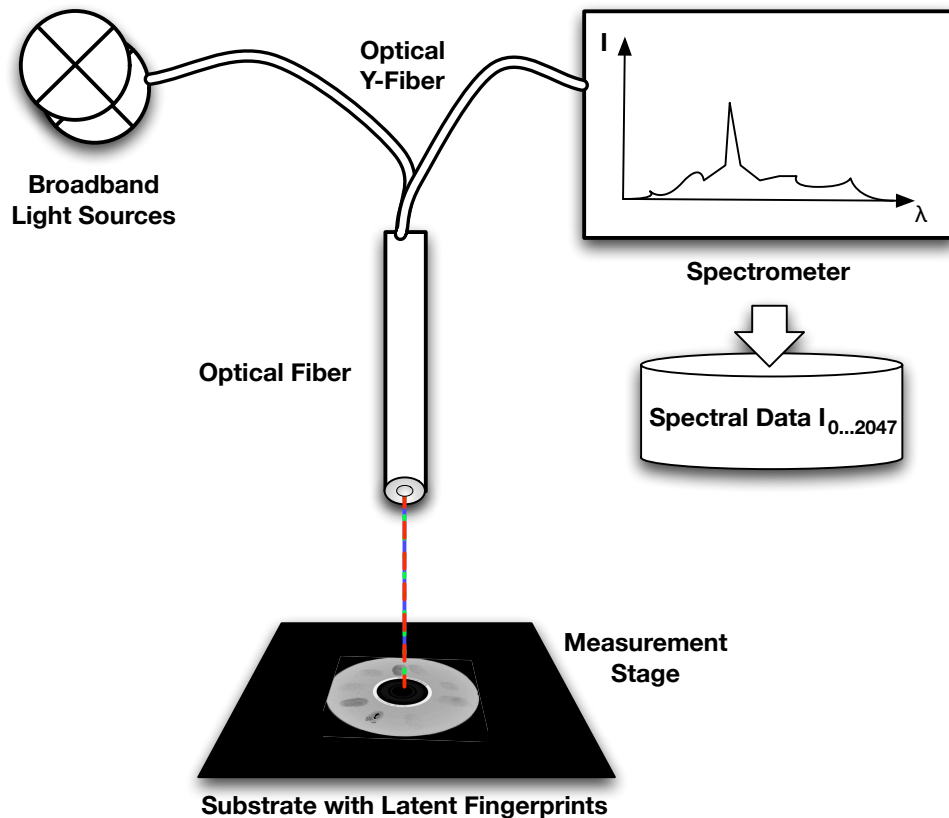 Optical
Y-Fiber
I
λ
Broadband
Light Sources
Spectrometer
Optical Fiber
Spectral Data I0...2047
Measurement
Stage
Substrate with Latent Fingerprints